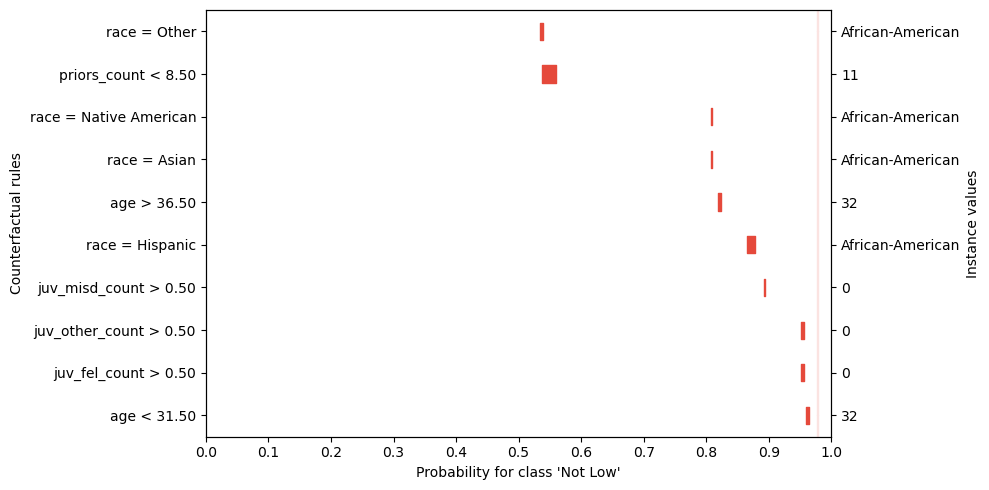 race = Other African-American
priors_count < 8.50 11
race = Native American African-American
race = Asian African-American
age > 36.50 32
race = Hispanic African-American
juv_misd_count > 0.50 0
juv_other_count > 0.50 0
juv_fel_count > 0.50 0
age < 31.50 32
Counterfactual rules
Instance values
0.0 0.1 0.2 0.3 0.4 0.5 0.6 0.7 0.8 0.9 1.0
Probability for class 'Not Low'